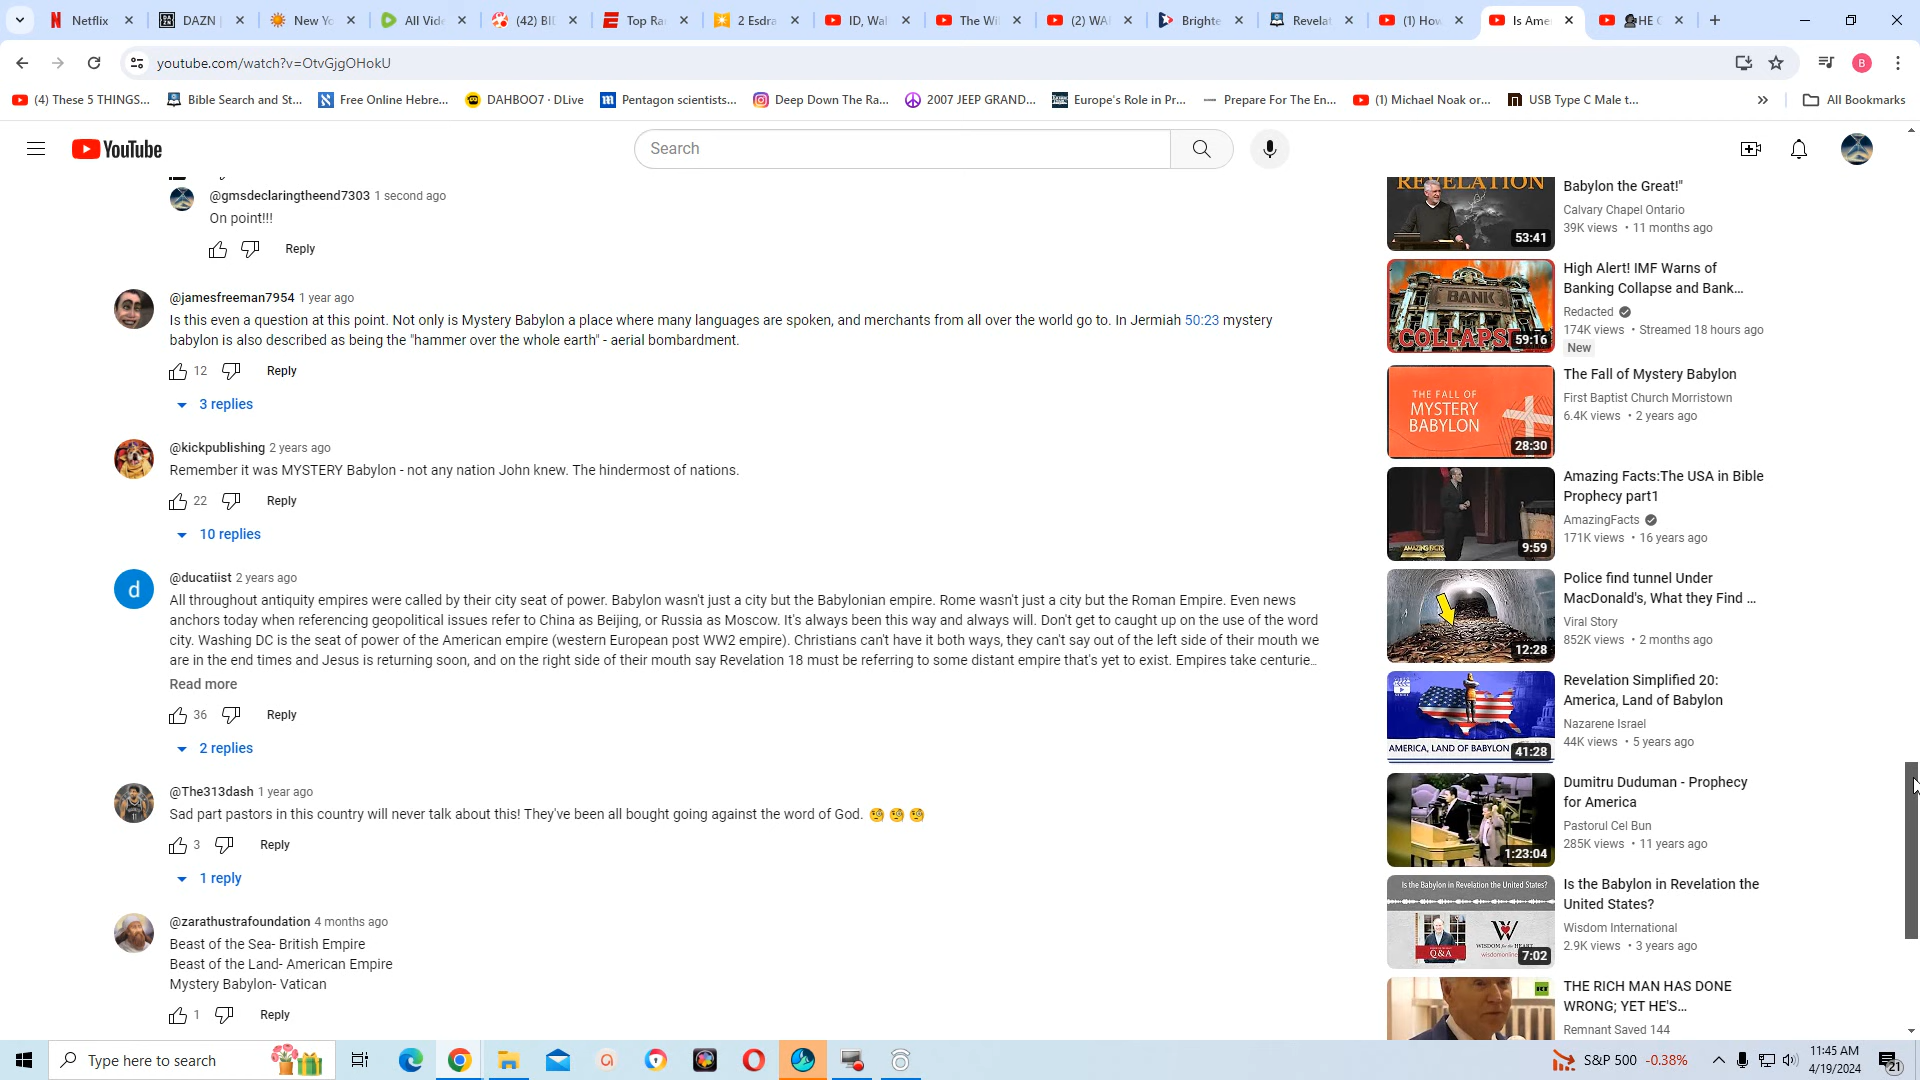 Netflix
DAZN
New Yo
All Vide
(42) BI
Top Ra
2 Esdra
ID, Wal
The Wi
(2) WA
Brighte
Revelat
(1) Hov
Is Ame
HE
youtube.com/watch?v=OtvGjgOHokU
B
(4) These 5 THINGS...
Bible Search and St...
Free Online Hebre...
DAHBOO7 · DLive
Pentagon scientists...
Deep Down The Ra...
2007 JEEP GRAND...
Europe's Role in Pr...
Prepare For The En...
(1) Michael Noak or...
USB Type C Male t...
All Bookmarks
YouTube
Search
@gmsdeclaringtheend7303 1 second ago
On point!!!
Reply
@jamesfreeman7954 1 year ago
Is this even a question at this point. Not only is Mystery Babylon a place where many languages are spoken, and merchants from all over the world go to. In Jermiah 50:23 mystery
babylon is also described as being the "hammer over the whole earth" - aerial bombardment.
12 Reply
3 replies
@kickpublishing 2 years ago
Remember it was MYSTERY Babylon - not any nation John knew. The hindermost of nations.
22 Reply
10 replies
d
@ducatiist 2 years ago
All throughout antiquity empires were called by their city seat of power. Babylon wasn't just a city but the Babylonian empire. Rome wasn't just a city but the Roman Empire. Even news
anchors today when referencing geopolitical issues refer to China as Beijing, or Russia as Moscow. It's always been this way and always will. Don't get to caught up on the use of the word
city. Washing DC is the seat of power of the American empire (western European post WW2 empire). Christians can't have it both ways, they can't say out of the left side of their mouth we
are in the end times and Jesus is returning soon, and on the right side of their mouth say Revelation 18 must be referring to some distant empire that's yet to exist. Empires take centurie...
Read more
36 Reply
2 replies
@The313dash 1 year ago
Sad part pastors in this country will never talk about this! They've been all bought going against the word of God. 🧐 🧐 🧐
3 Reply
1 reply
@zarathustrafoundation 4 months ago
Beast of the Sea- British Empire
Beast of the Land- American Empire
Mystery Babylon- Vatican
1 Reply
REVELATION
53:41
Babylon the Great!"
Calvary Chapel Ontario
39K views • 11 months ago
BANK
COLLAPS
59:16
High Alert! IMF Warns of
Banking Collapse and Bank...
Redacted
174K views • Streamed 18 hours ago
New
THE FALL OF
MYSTERY
BABYLON
28:30
The Fall of Mystery Babylon
First Baptist Church Morristown
6.4K views • 2 years ago
AMAZING FACTS
9:59
Amazing Facts:The USA in Bible
Prophecy part1
AmazingFacts
171K views • 16 years ago
12:28
Police find tunnel Under
MacDonald's, What they Find ...
Viral Story
852K views • 2 months ago
AMERICA, LAND OF BABYLON
41:28
Revelation Simplified 20:
America, Land of Babylon
Nazarene Israel
44K views • 5 years ago
1:23:04
Dumitru Duduman - Prophecy
for America
Pastorul Cel Bun
285K views • 11 years ago
Is the Babylon in Revelation the United States?
Q&A
W
7:02
Is the Babylon in Revelation the
United States?
Wisdom International
2.9K views • 3 years ago
RT
THE RICH MAN HAS DONE
WRONG; YET HE'S...
Remnant Saved 144
Type here to search
S&P 500 -0.38%
11:45 AM
4/19/2024
21